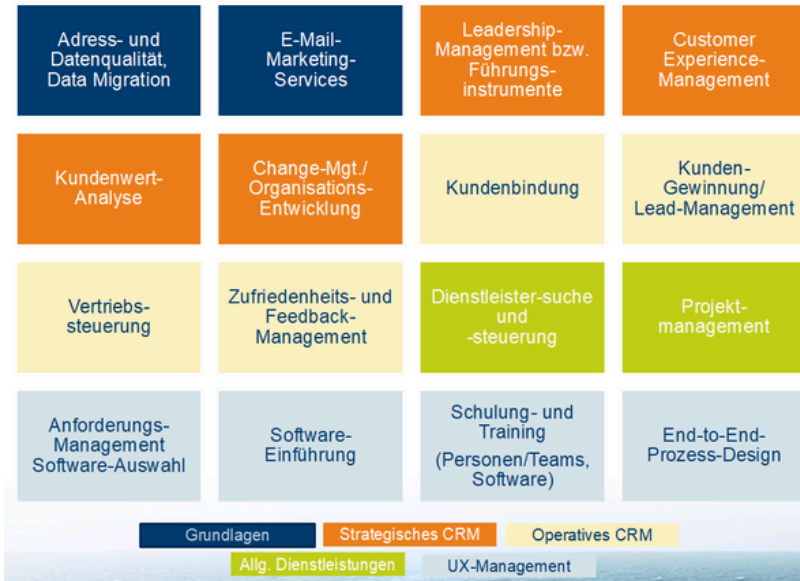 Adress- und
Datenqualität,
Data Migration
E-Mail-
Marketing-
Services
Leadership-
Management bzw.
Führungs-
instrumente
Customer
Experience-
Management
Kundenwert-
Analyse
Change-Mgt./
Organisations-
Entwicklung
Kundenbindung
Kunden-
Gewinnung/
Lead-Management
Vertriebs-
steuerung
Zufriedenheits- und
Feedback-
Management
Dienstleister-suche
und
-steuerung
Projekt-
management
Anforderungs-
Management
Software-Auswahl
Software-
Einführung
Schulung- und
Training
(Personen/Teams,
Software)
End-to-End-
Prozess-Design
Grundlagen
Strategisches CRM
Operatives CRM
Allg. Dienstleistungen
UX-Management